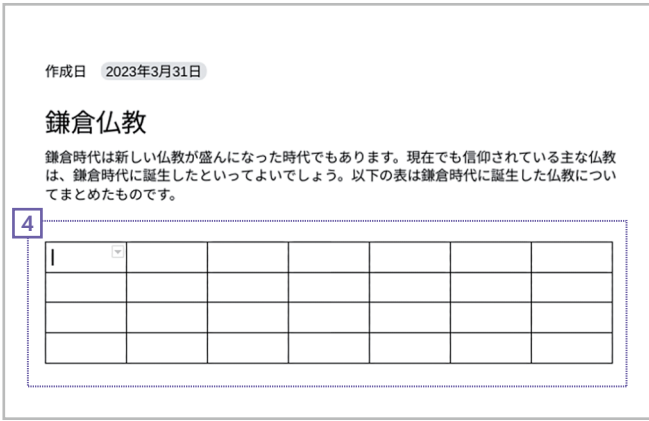 作成日 2023年3月31日
鎌倉仏教
鎌倉時代は新しい仏教が盛んになった時代でもあります。現在でも信仰されている主な仏教
は、鎌倉時代に誕生したといってよいでしょう。以下の表は鎌倉時代に誕生した仏教につい
てまとめたものです。
4